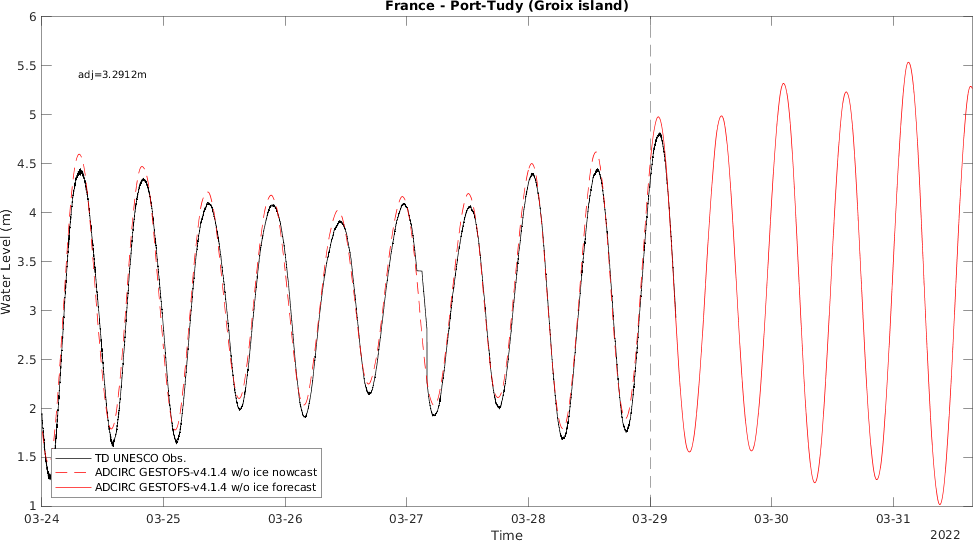 France - Port-Tudy (Groix island)
6
5.5
5
4.5
4
3.5
3
2.5
2
1
Water Level (m)
adj=3.2912m
TD UNESCO Obs.
ADCIRC GESTOFS-v4.1.4 w/o ice nowcast
ADCIRC GESTOFS-v4.1.4 w/o ice forecast
03-24 03-25 03-26 03-27 03-28 03-29 03-30 03-31
Time
2022